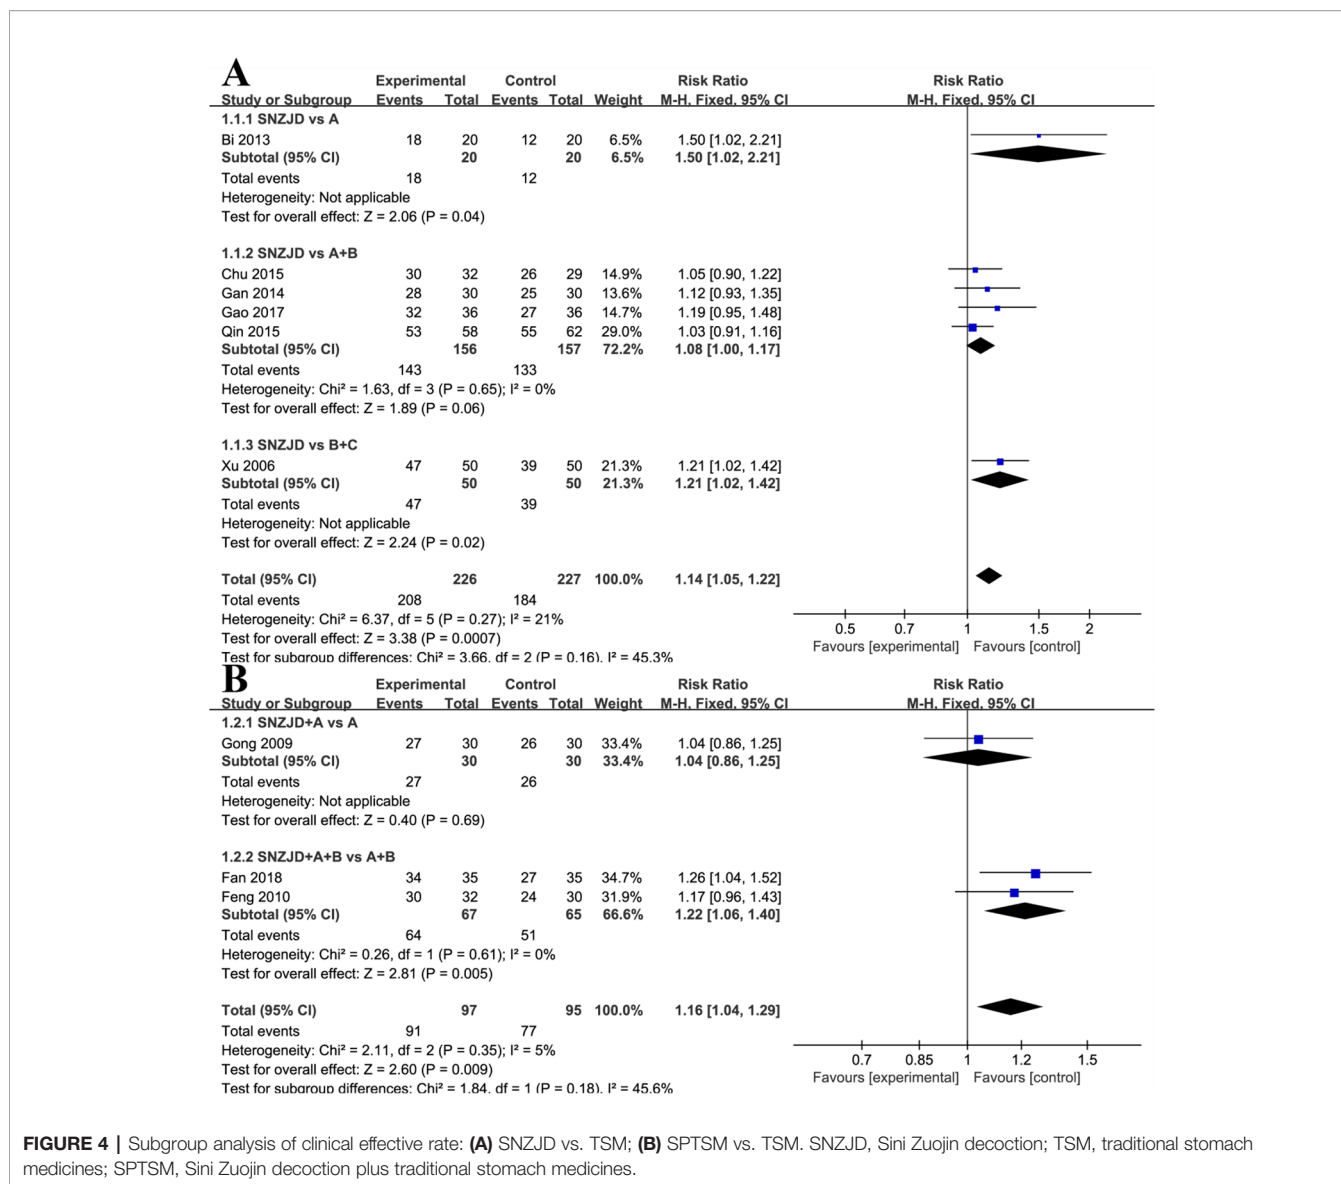 A
Experimental Control Risk Ratio Risk Ratio
Study or Subgroup Events Total Events Total Weight M-H, Fixed, 95% CI M-H, Fixed, 95% CI
1.1.1 SNZJD vs A
Bi 2013 18 20 12 20 6.5% 1.50 [1.02, 2.21]
Subtotal (95% CI) 20 20 6.5% 1.50 [1.02, 2.21]
Total events 18 12
Heterogeneity: Not applicable
Test for overall effect: Z = 2.06 (P = 0.04)
1.1.2 SNZJD vs A+B
Chu 2015 30 32 26 29 14.9% 1.05 [0.90, 1.22]
Gan 2014 28 30 25 30 13.6% 1.12 [0.93, 1.35]
Gao 2017 32 36 27 36 14.7% 1.19 [0.95, 1.48]
Qin 2015 53 58 55 62 29.0% 1.03 [0.91, 1.16]
Subtotal (95% CI) 156 157 72.2% 1.08 [1.00, 1.17]
Total events 143 133
Heterogeneity: Chi² = 1.63, df = 3 (P = 0.65); I² = 0%
Test for overall effect: Z = 1.89 (P = 0.06)
1.1.3 SNZJD vs B+C
Xu 2006 47 50 39 50 21.3% 1.21 [1.02, 1.42]
Subtotal (95% CI) 50 50 21.3% 1.21 [1.02, 1.42]
Total events 47 39
Heterogeneity: Not applicable
Test for overall effect: Z = 2.24 (P = 0.02)
Total (95% CI) 226 227 100.0% 1.14 [1.05, 1.22]
Total events 208 184
Heterogeneity: Chi² = 6.37, df = 5 (P = 0.27); I² = 21%
Test for overall effect: Z = 3.38 (P = 0.0007)
Test for subgroup differences: Chi² = 3.66, df = 2 (P = 0.16), I² = 45.3%
0.5 0.7 1 1.5 2
Favours [experimental] Favours [control]
B
Experimental Control Risk Ratio Risk Ratio
Study or Subgroup Events Total Events Total Weight M-H, Fixed, 95% CI M-H, Fixed, 95% CI
1.2.1 SNZJD+A vs A
Gong 2009 27 30 26 30 33.4% 1.04 [0.86, 1.25]
Subtotal (95% CI) 30 30 33.4% 1.04 [0.86, 1.25]
Total events 27 26
Heterogeneity: Not applicable
Test for overall effect: Z = 0.40 (P = 0.69)
1.2.2 SNZJD+A+B vs A+B
Fan 2018 34 35 27 35 34.7% 1.26 [1.04, 1.52]
Feng 2010 30 32 24 30 31.9% 1.17 [0.96, 1.43]
Subtotal (95% CI) 67 65 66.6% 1.22 [1.06, 1.40]
Total events 64 51
Heterogeneity: Chi² = 0.26, df = 1 (P = 0.61); I² = 0%
Test for overall effect: Z = 2.81 (P = 0.005)
Total (95% CI) 97 95 100.0% 1.16 [1.04, 1.29]
Total events 91 77
Heterogeneity: Chi² = 2.11, df = 2 (P = 0.35); I² = 5%
Test for overall effect: Z = 2.60 (P = 0.009)
Test for subgroup differences: Chi² = 1.84, df = 1 (P = 0.18), I² = 45.6%
0.7 0.85 1 1.2 1.5
Favours [experimental] Favours [control]
FIGURE 4 | Subgroup analysis of clinical effective rate: (A) SNZJD vs. TSM; (B) SPTSM vs. TSM. SNZJD, Sini Zuojin decoction; TSM, traditional stomach
medicines; SPTSM, Sini Zuojin decoction plus traditional stomach medicines.